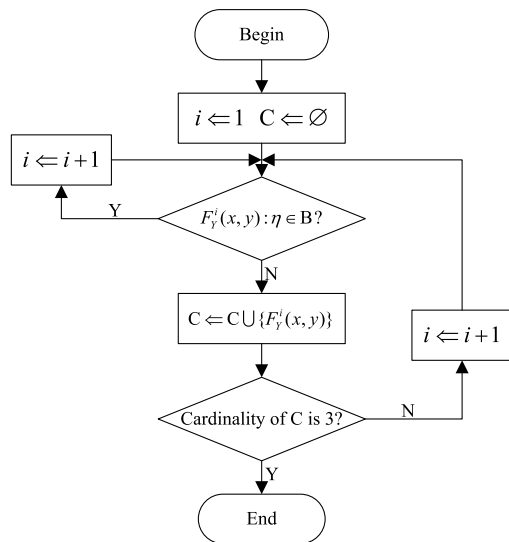 Begin
i ⇐ 1 C ⇐ ∅
i ⇐ i + 1
Y
F_Y^i(x, y) : η ∈ B?
N
C ⇐ C ∪ {F_Y^i(x, y)}
i ⇐ i + 1
Cardinality of C is 3?
N
Y
End